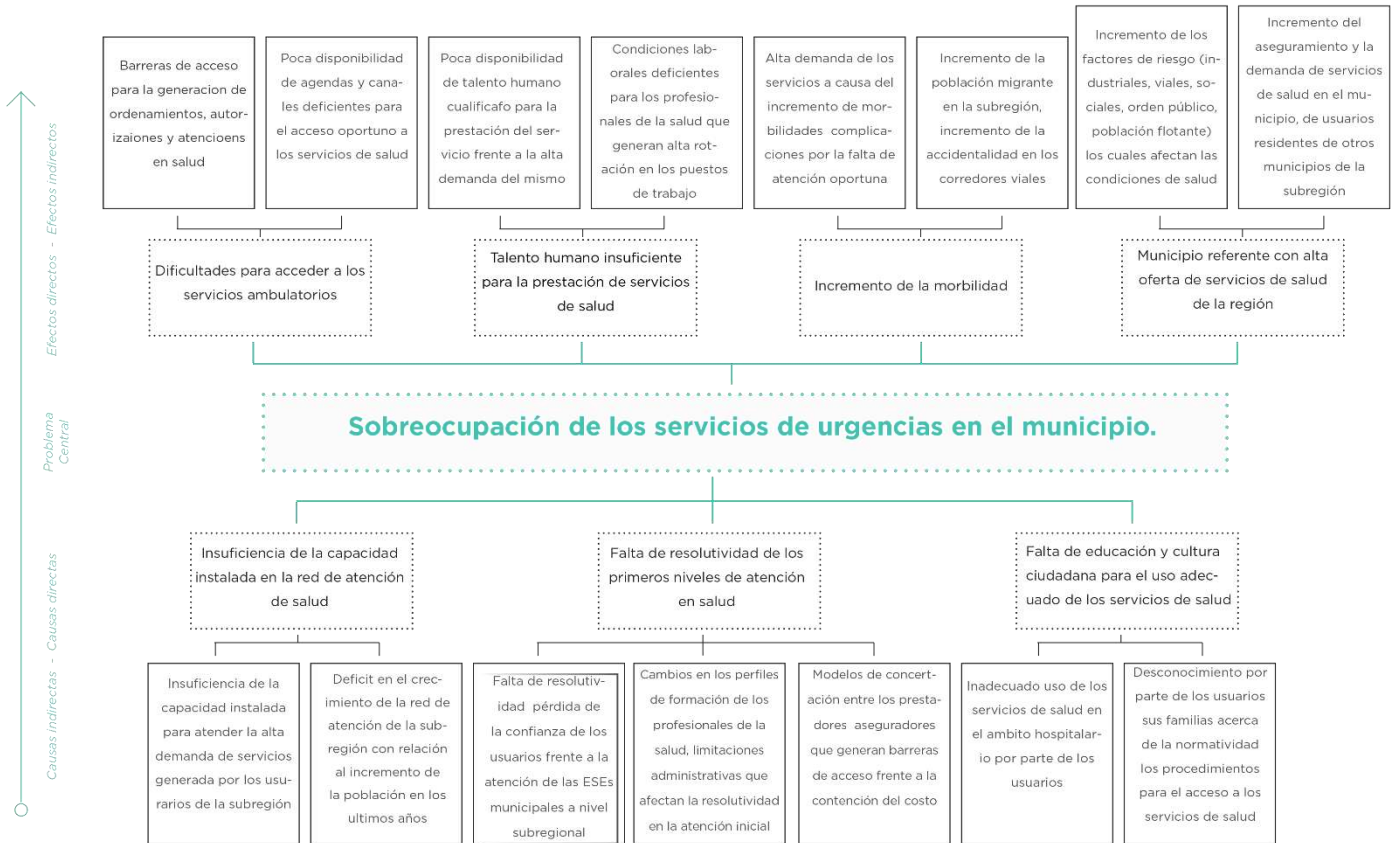 Barreras de acceso
para la generacion de
ordenamientos, autor-
izaiones y atencioens
en salud
Poca disponibilidad
de agendas y cana-
les deficientes para
el acceso oportuno a
los servicios de salud
Poca disponibilidad
de talento humano
cualificafo para la
prestación del ser-
vicio frente a la alta
demanda del mismo
Condiciones lab-
orales deficientes
para los profesio-
nales de la salud que
generan alta rot-
ación en los puestos
de trabajo
Alta demanda de los
servicios a causa del
incremento de mor-
bilidades complica-
ciones por la falta de
atención oportuna
Incremento de la
población migrante
en la subregión,
incremento de la
accidentalidad en los
corredores viales
Incremento de los
factores de riesgo (in-
dustriales, viales, so-
ciales, orden público,
población flotante)
los cuales afectan las
condiciones de salud
Incremento del
aseguramiento y la
demanda de servicios
de salud en el mu-
nicipio, de usuarios
residentes de otros
municipios de la
subregión
Efectos directos - Efectos indirectos
Dificultades para acceder a los
servicios ambulatorios
Talento humano insuficiente
para la prestación de servicios
de salud
Incremento de la morbilidad
Municipio referente con alta
oferta de servicios de salud
de la región
Problema
Central
Sobreocupación de los servicios de urgencias en el municipio.
Causas indirectas - Causas directas
Insuficiencia de la capacidad
instalada en la red de atención
de salud
Falta de resolutividad de los
primeros niveles de atención
en salud
Falta de educación y cultura
ciudadana para el uso adec-
uado de los servicios de salud
Insuficiencia de la
capacidad instalada
para atender la alta
demanda de servicios
generada por los usu-
rarios de la subregión
Deficit en el crec-
imiento de la red de
atención de la sub-
región con relación
al incremento de
la población en los
ultimos años
Falta de resolutiv-
idad pérdida de
la confianza de los
usuarios frente a la
atención de las ESEs
municipales a nivel
subregional
Cambios en los perfiles
de formación de los
profesionales de la
salud, limitaciones
administrativas que
afectan la resolutividad
en la atención inicial
Modelos de concert-
ación entre los presta-
dores aseguradores
que generan barreras
de acceso frente a la
contención del costo
Inadecuado uso de los
servicios de salud en
el ambito hospitalar-
io por parte de los
usuarios
Desconocimiento por
parte de los usuarios
sus familias acerca
de la normatividad
los procedimientos
para el acceso a los
servicios de salud